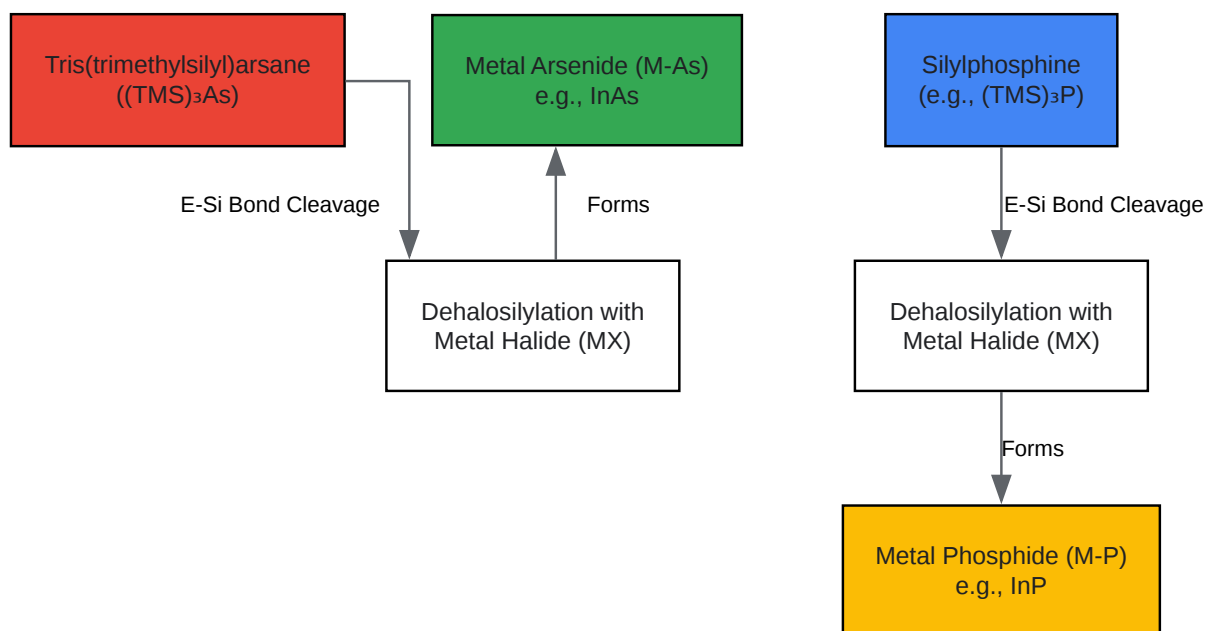 Tris(trimethylsilyl)arsane
((TMS)₃As)
Metal Arsenide (M-As)
e.g., InAs
Silylphosphine
(e.g., (TMS)₃P)
E-Si Bond Cleavage
Forms
E-Si Bond Cleavage
Dehalosilylation with
Metal Halide (MX)
Dehalosilylation with
Metal Halide (MX)
Forms
Metal Phosphide (M-P)
e.g., InP